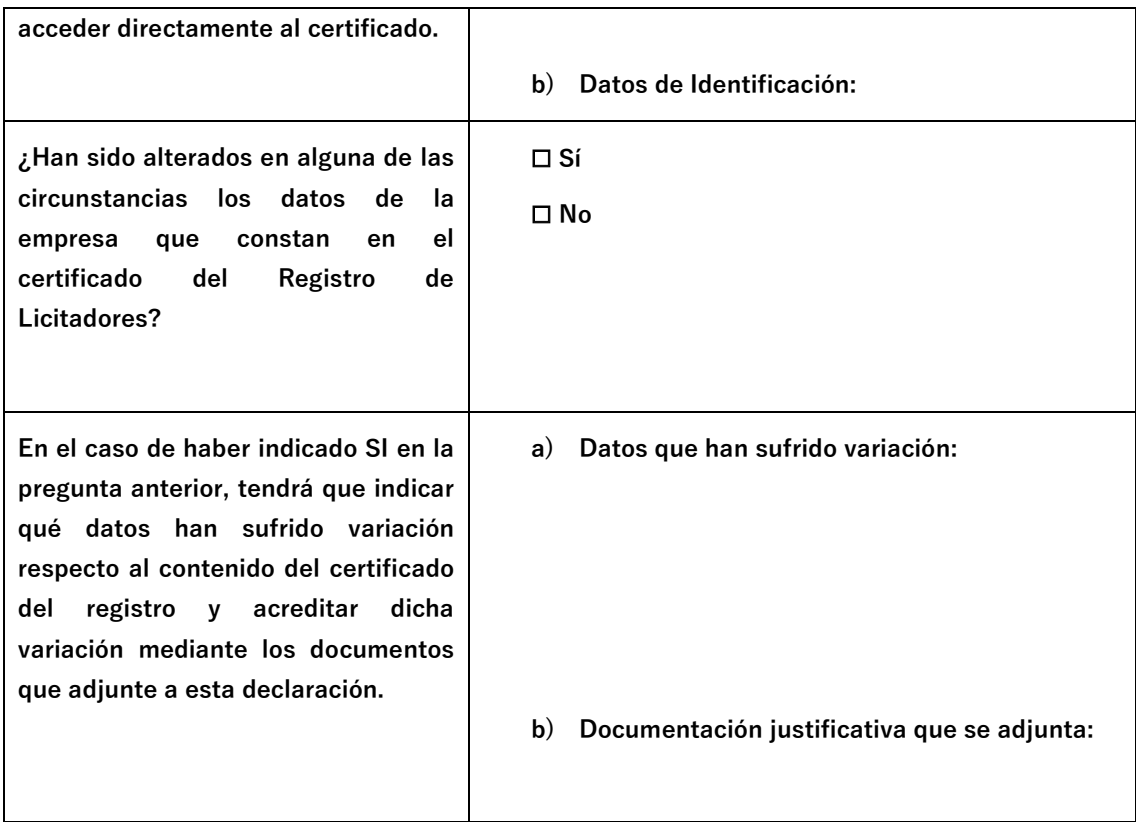 acceder directamente al certificado.
b) Datos de Identificación:
¿Han sido alterados en alguna de las
circunstancias los datos de la
empresa que constan en el
certificado del Registro de
Licitadores?
☐ Sí
☐ No
En el caso de haber indicado SI en la
pregunta anterior, tendrá que indicar
qué datos han sufrido variación
respecto al contenido del certificado
del registro y acreditar dicha
variación mediante los documentos
que adjunte a esta declaración.
a) Datos que han sufrido variación:
b) Documentación justificativa que se adjunta: